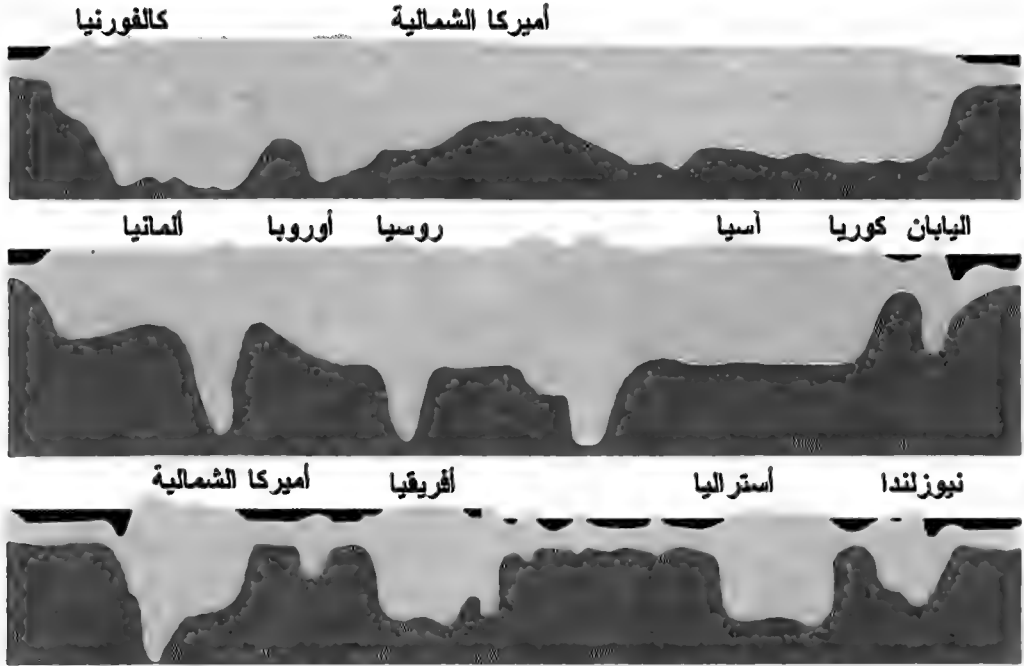 أميركا الشمالية كالفورنيا
اليابان كوريا آسيا روسيا أوروبا ألمانيا
نيوزلندا أستراليا أفريقيا أميركا الشمالية